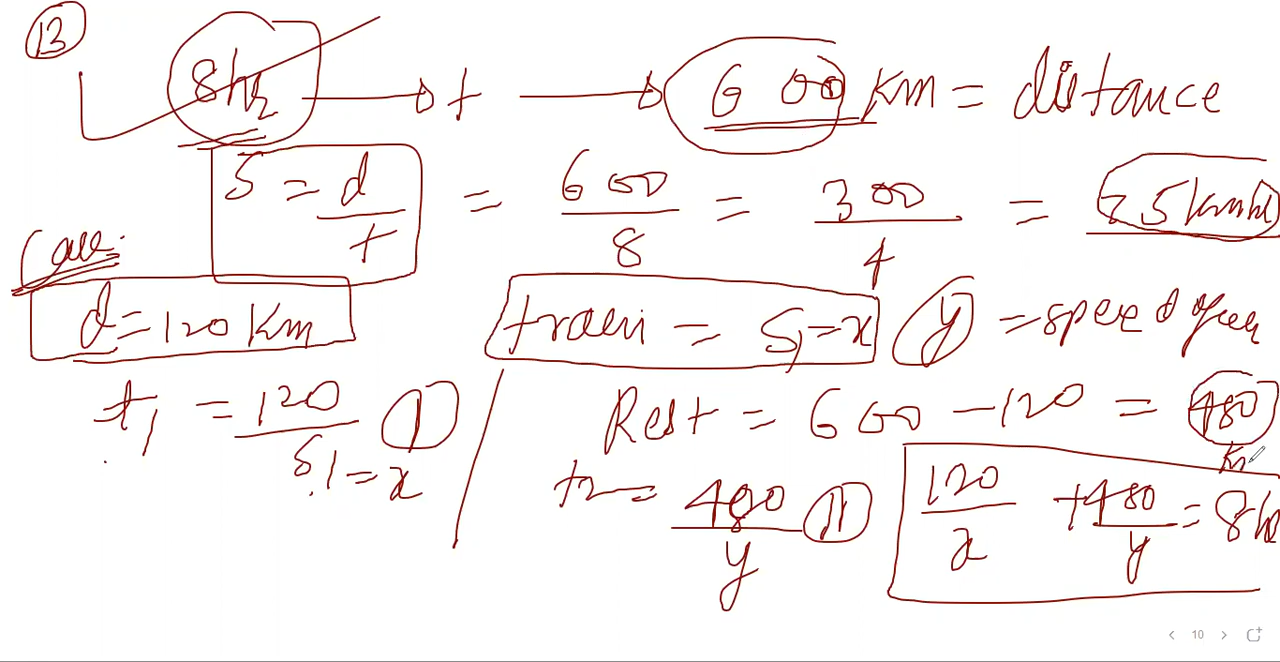 13
8hr → t → 600 Km = distance
S = d/t = 600/8 = 300/4 = 75 km/hr
Case
d = 120 Km train = S1 = x y = speed of car
t1 = 120/S1 = x I Rest = 600 - 120 = 480 Km
t2 = 480/y II 120/x + 480/y = 8hr
10